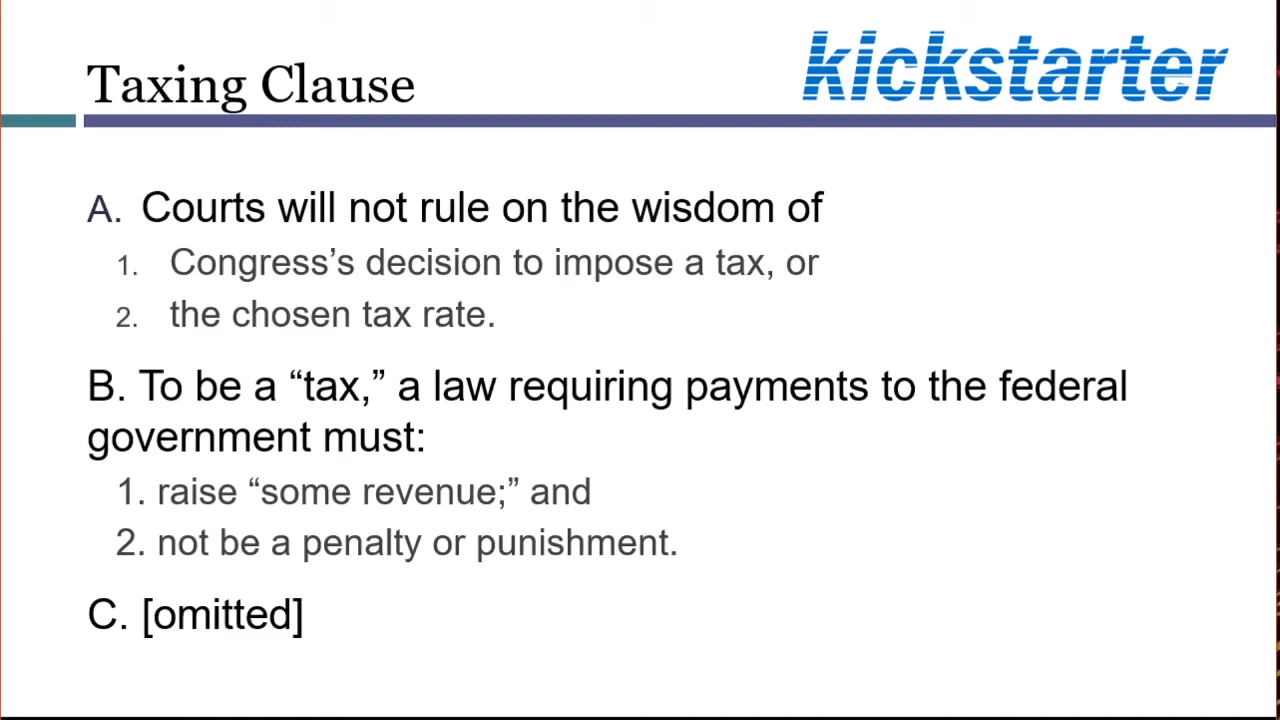 Taxing Clause
kickstarter
A. Courts will not rule on the wisdom of
1. Congress’s decision to impose a tax, or
2. the chosen tax rate.
B. To be a “tax,” a law requiring payments to the federal
government must:
1. raise “some revenue;” and
2. not be a penalty or punishment.
C. [omitted]